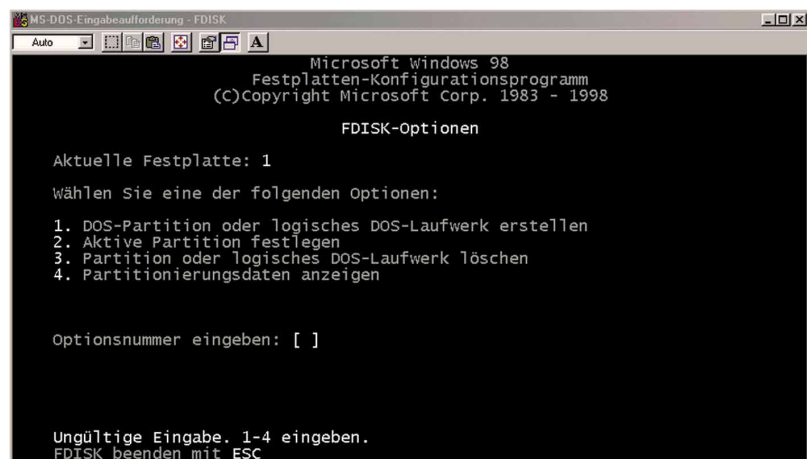 MS-DOS-Eingabeaufforderung - FDISK
Auto
A
Microsoft Windows 98
Festplatten-Konfigurationsprogramm
(C)Copyright Microsoft Corp. 1983 - 1998
FDISK-Optionen
Aktuelle Festplatte: 1
Wählen Sie eine der folgenden Optionen:
1. DOS-Partition oder logisches DOS-Laufwerk erstellen
2. Aktive Partition festlegen
3. Partition oder logisches DOS-Laufwerk löschen
4. Partitionierungsdaten anzeigen
Optionsnummer eingeben: [ ]
Ungültige Eingabe. 1-4 eingeben.
FDISK beenden mit ESC